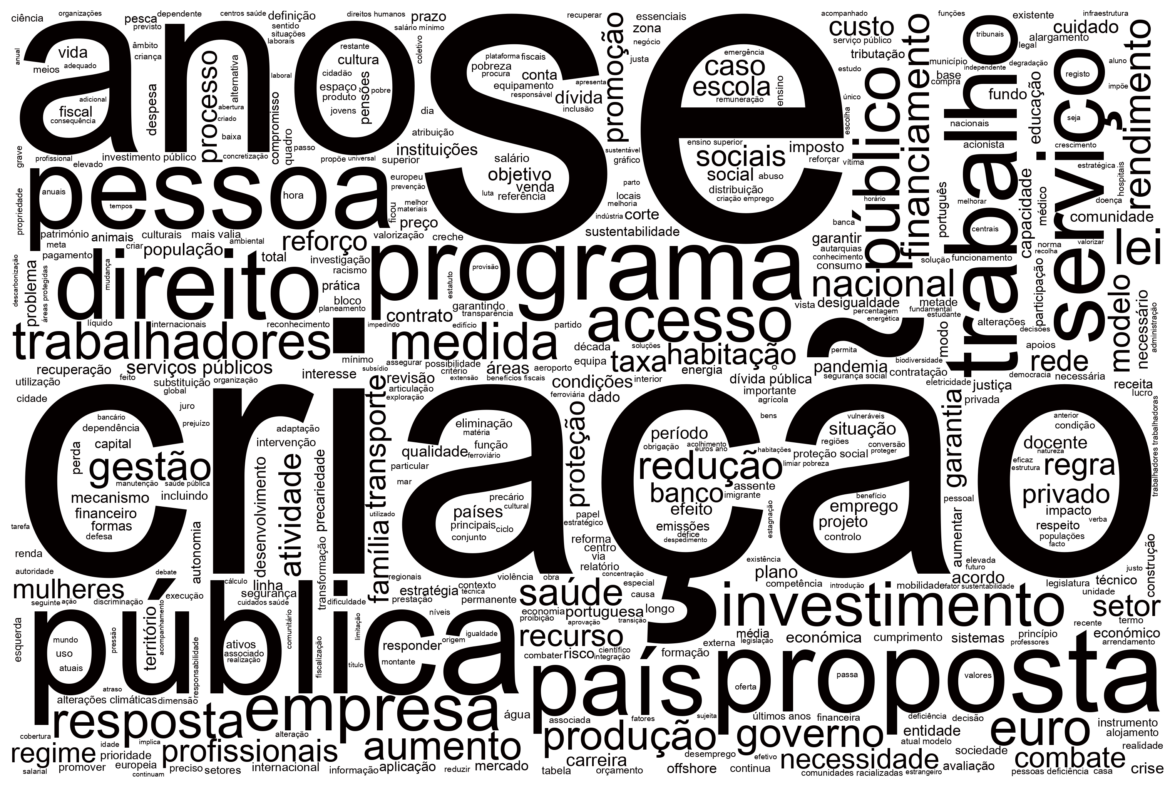 anos
se
criação
pública
proposta
programa
pessoa
direito
serviço
trabalho
público
país
investimento
empresa
acesso
medida
trabalhadores
lei
nacional
financiamento
rendimento
resposta
produção
governo
euro
aumento
saúde
redução
gestão
atividade
transporte
família
proteção
habitação
taxa
rede
modelo
regra
privado
docente
garantia
combate
necessidade
setor
recurso
profissionais
regime
mulheres
banco
sociais
social
escola
caso
custo
promoção
processo
reforço
contrato
pandemia
situação
emprego
projeto
efeito
período
condições
áreas
serviços públicos
dívida pública
dívida
pobreza
conta
equipamento
instituições
salário
objetivo
venda
referência
corte
sustentabilidade
preço
imposto
distribuição
criação emprego
abuso
remuneração
emergência
ensino
ensino superior
reforçar
vítima
tributação
serviço público
estudo
único
escolha
zona
essenciais
prazo
definição
cultura
vida
meios
fiscal
despesa
pensões
espaço
produto
jovens
cidadão
restante
compromisso
quadro
alternativa
laboral
laborais
situações
sentido
direitos humanos
salário mínimo
centros saúde
dependente
previsto
pesca
ciência
organizações
âmbito
criança
adequado
anual
adicional
consequência
abertura
criado
baixa
concretização
passo
investimento público
profissional
elevado
grave
propõe
universal
superior
atribuição
dia
coletivo
plataforma
fiscais
procura
responsável
apresenta
inclusão
negócio
justa
recuperar
acompanhado
funções
infraestrutura
cuidado
alargamento
existente
tribunais
legal
município
independente
base
compra
degradação
registo
aluno
impõe
fundo
nacionais
acionista
educação
seja
crescimento
estratégica
hospitais
doença
comunidade
médico
capacidade
melhorar
centrais
português
horário
banca
garantir
autarquias
conhecimento
consumo
solução
funcionamento
norma
recolha
valorizar
participação
necessário
administração
propriedade
anuais
tempos
património
meta
pagamento
animais
criar
culturais
mais valia
ambiental
população
hora
europeu
prevenção
ficou
melhor
materiais
luta
valorização
creche
indústria
parto
locais
melhoria
sustentável
gráfico
total
investigação
racismo
prática
bloco
planeamento
estatuto
provisão
garantindo
transparência
problema
áreas protegidas
descarbonização
mudança
líquido
internacionais
reconhecimento
impedindo
edifício
partido
vista
desigualdade
metade
percentagem
energética
fundamental
estudante
modo
alterações
decisões
apoios
democracia
necessária
justiça
privada
receita
lucro
recuperação
utilização
feito
substituição
global
organização
interesse
mínimo
subsídio
assegurar
possibilidade
critério
extensão
benefícios fiscais
aeroporto
década
equipa
soluções
energia
permita
segurança social
biodiversidade
contratação
eletricidade
revisão
articulação
exploração
ferroviária
dado
interior
importante
agrícola
bens
cidade
juro
bancário
dependência
prejuízo
perda
capital
manutenção
saúde pública
mecanismo
financeiro
incluindo
formas
defesa
tarefa
renda
autoridade
debate
autonomia
adaptação
intervenção
desenvolvimento
transformação
precariedade
particular
mar
utilizado
qualidade
eliminação
matéria
função
ferroviário
precário
cultural
países
principais
ciclo
conjunto
papel
estratégico
obrigação
acolhimento
euros ano
limiar pobreza
habitações
assente
imigrante
emissões
défice
despedimento
estagnação
vulneráveis
regiões
conversão
proteção social
proteger
benefício
controlo
anterior
condição
natureza
eficaz
estrutura
impacto
verba
respeito
populações
facto
pessoal
aumentar
trabalhadores trabalhadoras
construção
reforma
centro
via
relatório
existência
plano
competência
introdução
mobilidade
fator sustentabilidade
elevada
futuro
acordo
legislatura
unidade
técnico
justo
execução
discriminação
ação
seguinte
esquerda
mundo
uso
atuais
pressão
território
acompanhamento
cálculo
linha
cuidados saúde
segurança
ativos
associado
realização
responsabilidade
comunitário
fiscalização
dificuldade
limitação
título
regionais
prestação
estratégia
contexto
técnica
permanente
níveis
origem
igualdade
responder
montante
violência
obra
concentração
especial
economia
proibição
aprovação
portuguesa
causa
transição
longo
combater
risco
científico
integração
formação
externa
média
legislação
económica
cumprimento
sistemas
princípio
professores
recente
termo
económico
arrendamento
passa
oferta
valores
alterações climáticas
dimensão
atraso
cobertura
idade
implica
prioridade
promover
salarial
europeia
continuam
preciso
setores
internacional
alteração
informação
aplicação
reduzir
mercado
água
associada
fatores
sujeita
carreira
tabela
orçamento
desemprego
offshore
efetivo
continua
últimos anos
financeira
deficiência
decisão
entidade
atual modelo
comunidades racializadas
estrangeiro
avaliação
sociedade
pessoas deficiência
casa
instrumento
alojamento
realidade
crise